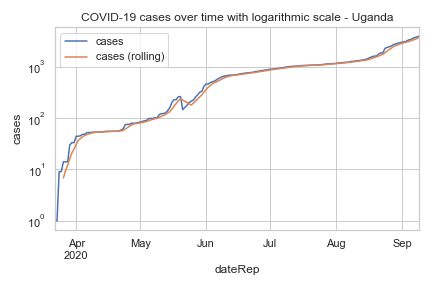 COVID-19 cases over time with logarithmic scale - Uganda
cases
cases (rolling)
10³
10²
10¹
10⁰
cases
Apr
2020
May
Jun
Jul
Aug
Sep
dateRep